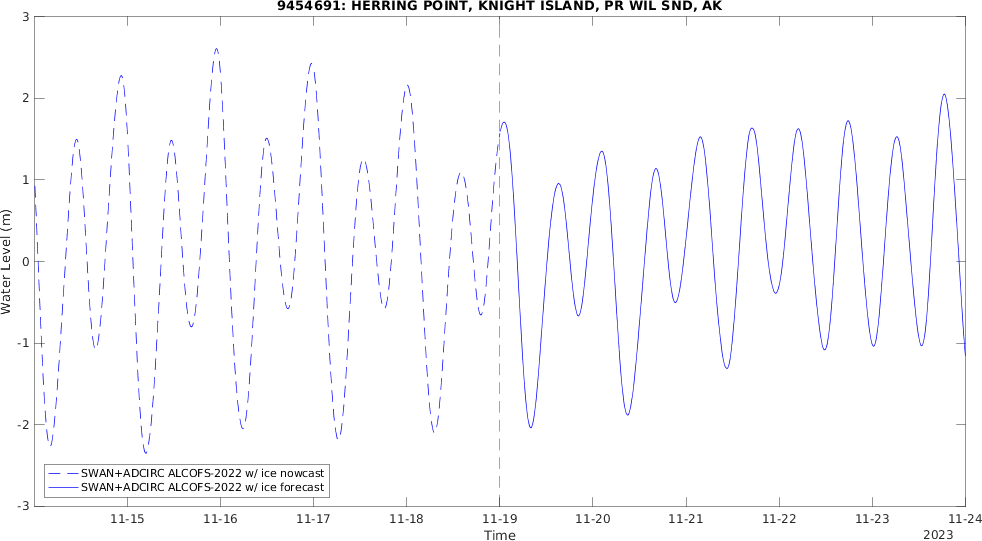 9454691: HERRING POINT, KNIGHT ISLAND, PR WIL SND, AK
3
2
1
0
-1
-2
-3
Water Level (m)
SWAN+ADCIRC ALCOFS-2022 w/ ice nowcast
SWAN+ADCIRC ALCOFS-2022 w/ ice forecast
11-15 11-16 11-17 11-18 11-19 11-20 11-21 11-22 11-23 11-24
Time
2023